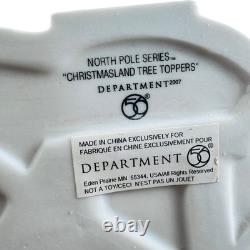 NORTH POLE SERIES™
"CHRISTMASLAND TREE TOPPERS"
DEPARTMENT 2007
56
MADE IN CHINA EXCLUSIVELY FOR
FABRIQUÉ EN CHINE EXCLUSIVEMENT POUR
DEPARTMENT 56
Eden Prairie MN 55344, USA/All Rights Reserved
NOT A TOY/CECI N'EST PAS UN JOUET